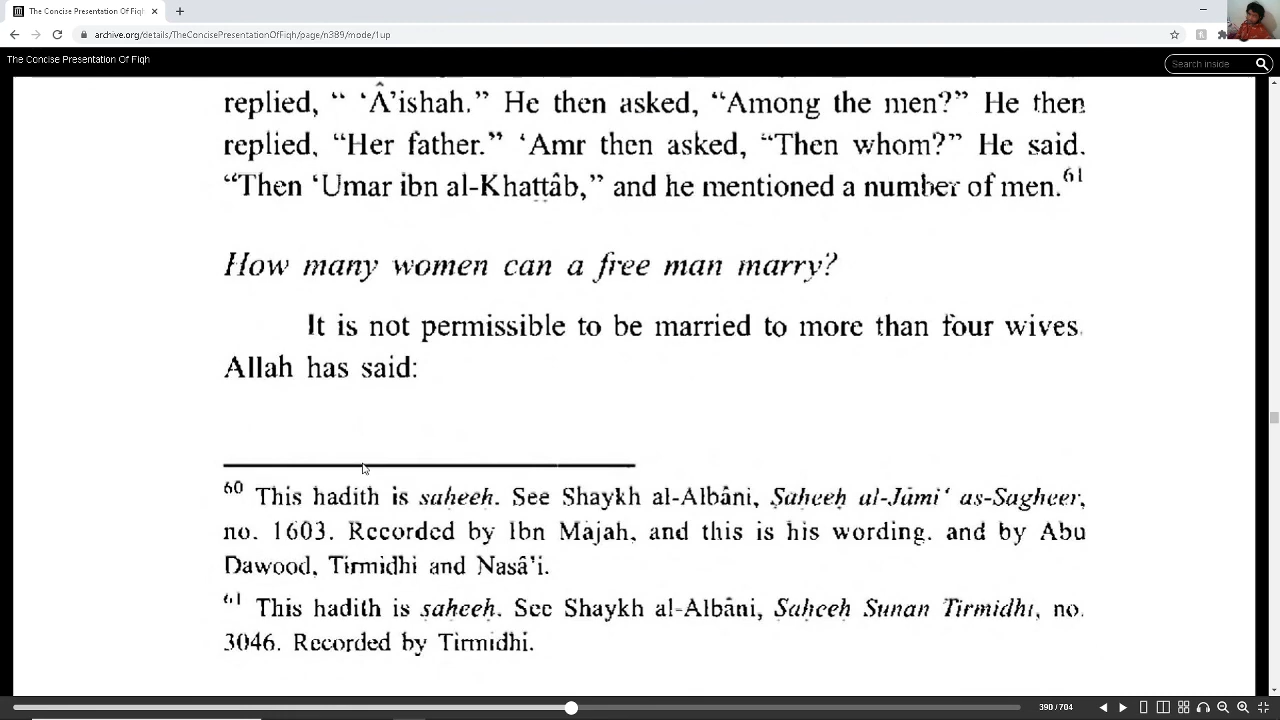 The Concise Presentation Of Fiqh
archive.org/details/TheConcisePresentationOfFiqh/page/n389/mode/1up
The Concise Presentation Of Fiqh
Search inside
replied, “ ‘Â’ishah.” He then asked, “Among the men?” He then
replied, “Her father.” ‘Amr then asked, “Then whom?” He said.
“Then ‘Umar ibn al-Khaṭṭâb,” and he mentioned a number of men.61
How many women can a free man marry?
It is not permissible to be married to more than four wives.
Allah has said:
60 This hadith is saheeh. See Shaykh al-Albâni, Ṣaheeḥ al-Jâmi‘ as-Sagheer,
no. 1603. Recorded by Ibn Majah, and this is his wording. and by Abu
Dawood, Tirmidhi and Nasâ’i.
61 This hadith is ṣaheeh. See Shaykh al-Albâni, Saheeh Sunan Tirmidhi, no.
3046. Recorded by Tirmidhi.
390 / 704